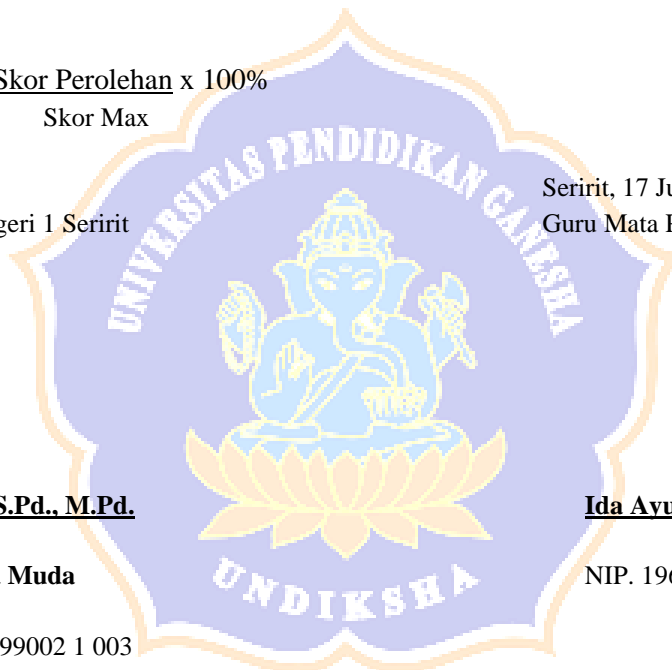 Skor Perolehan x 100%
Skor Max
UNIVERSITAS PENDIDIKAN GANESHA
Seririt, 17 Ju
geri 1 Seririt
Guru Mata P
S.Pd., M.Pd.
Ida Ayu
Muda
NIP. 196
UNDIKSHA
99002 1 003